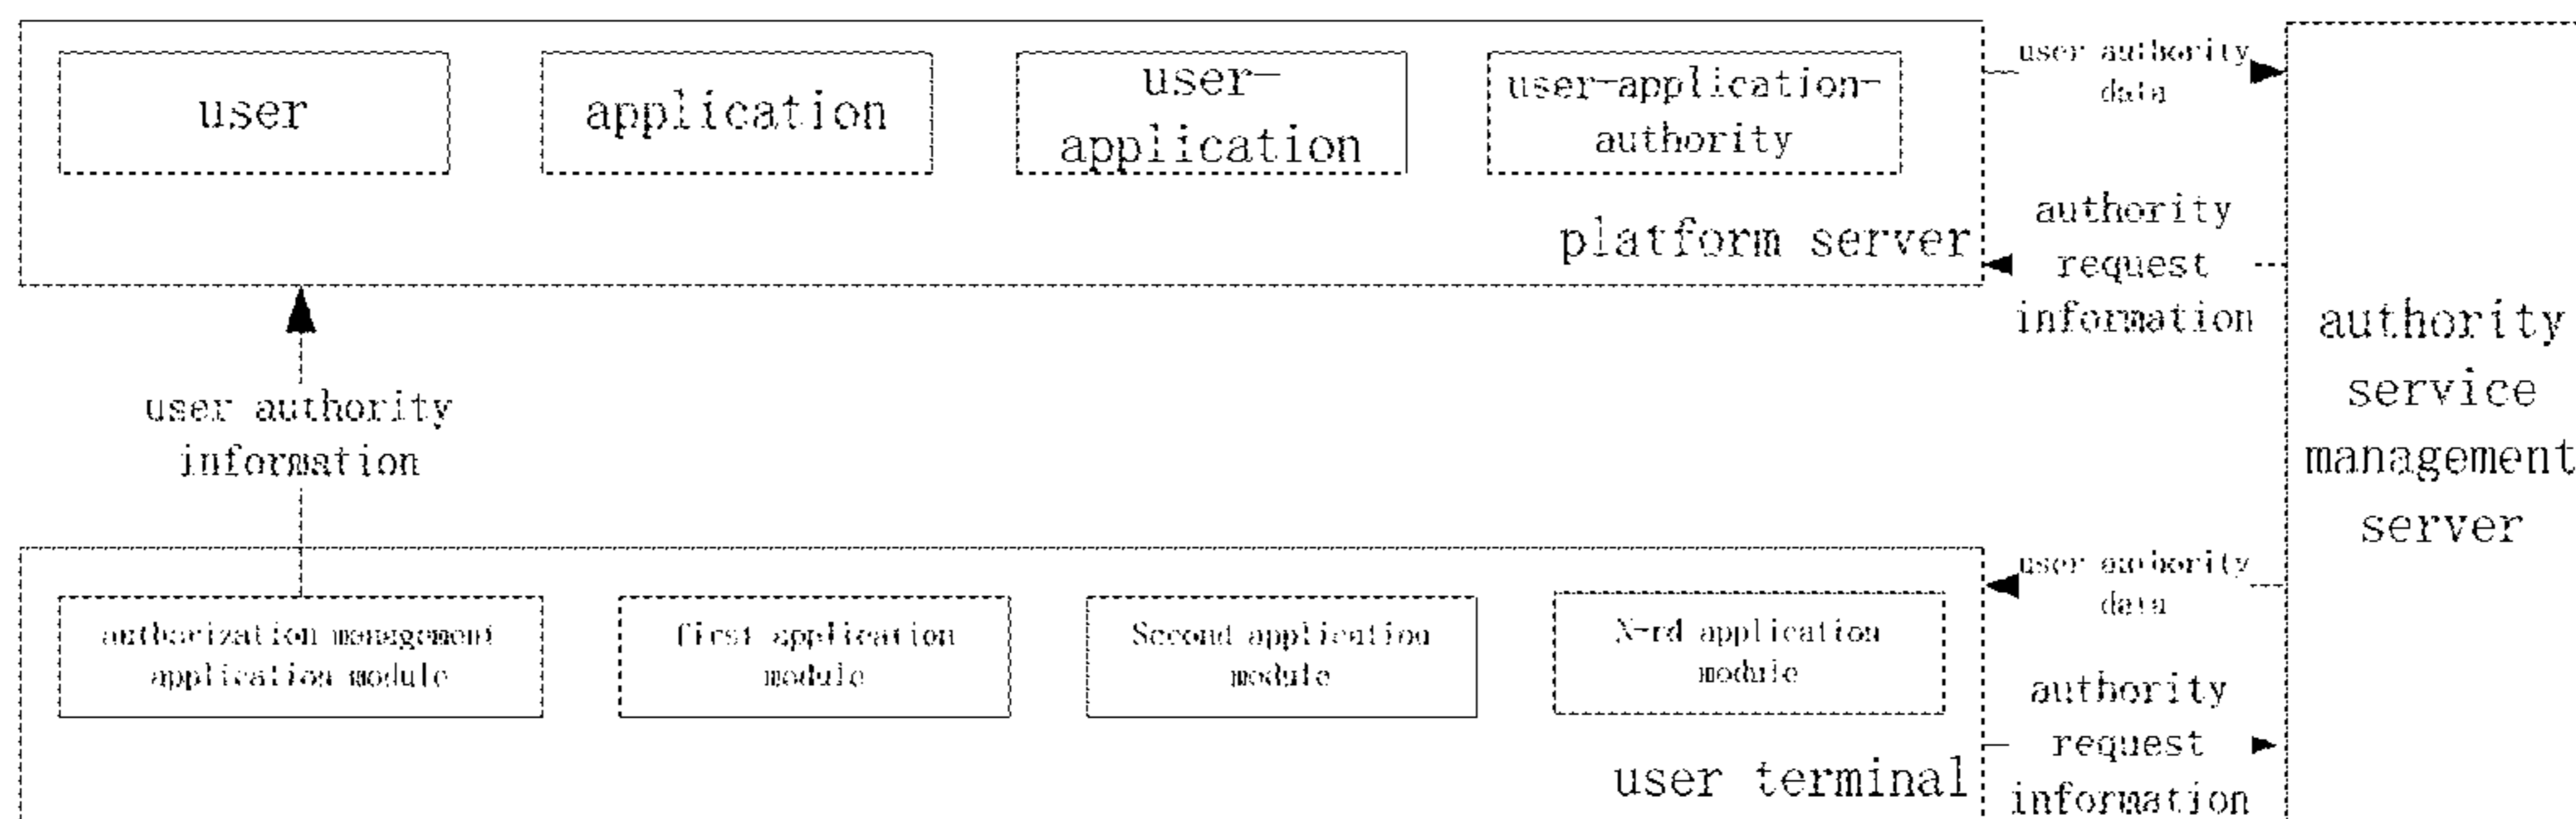 user
application
user-
application
user-application-
authority
platform server
user authority
data
authority
request
information
authority
service
management
server
user authority
information
authorization management
application module
first application
module
Second application
module
N-rd application
module
user terminal
user authority
data
authority
request
information